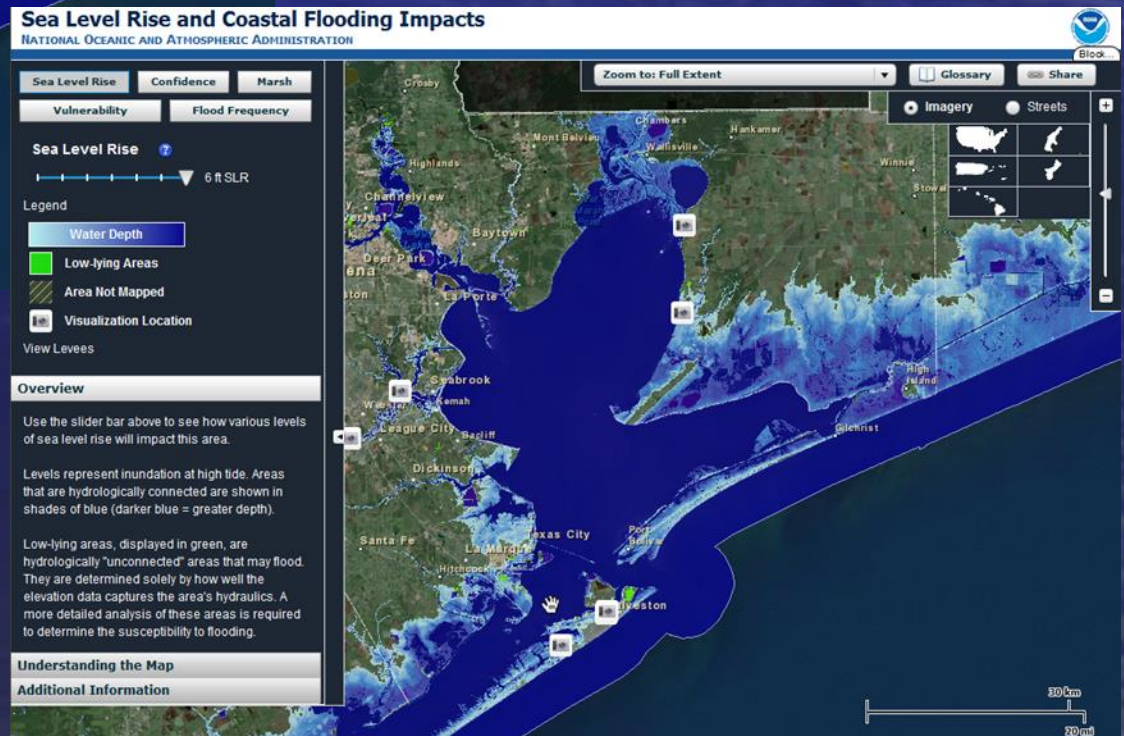 Sea Level Rise and Coastal Flooding Impacts
NATIONAL OCEANIC AND ATMOSPHERIC ADMINISTRATION
NOAA
Block...
Sea Level Rise
Confidence
Marsh
Vulnerability
Flood Frequency
Sea Level Rise ?
6 ft SLR
Legend
Water Depth
Low-lying Areas
Area Not Mapped
Visualization Location
View Levees
Overview
Use the slider bar above to see how various levels
of sea level rise will impact this area.
Levels represent inundation at high tide. Areas
that are hydrologically connected are shown in
shades of blue (darker blue = greater depth).
Low-lying areas, displayed in green, are
hydrologically "unconnected" areas that may flood.
They are determined solely by how well the
elevation data captures the area's hydraulics. A
more detailed analysis of these areas is required
to determine the susceptibility to flooding.
Understanding the Map
Additional Information
Zoom to: Full Extent
Glossary
Share
Imagery
Streets
Crosby
Chambers
Mont Belvieu
Hankamer
Wallisville
Highlands
Winnie
Stowel
Channelview
Baytown
Deer Park
ena
ston
La Porte
Seabrook
Kemah
League City
Bacliff
High
Island
Gilchrist
Dickinson
Texas City
Port
Bolivar
Santa Fe
La Marque
Hitchcock
lveston
30 km
20 mi